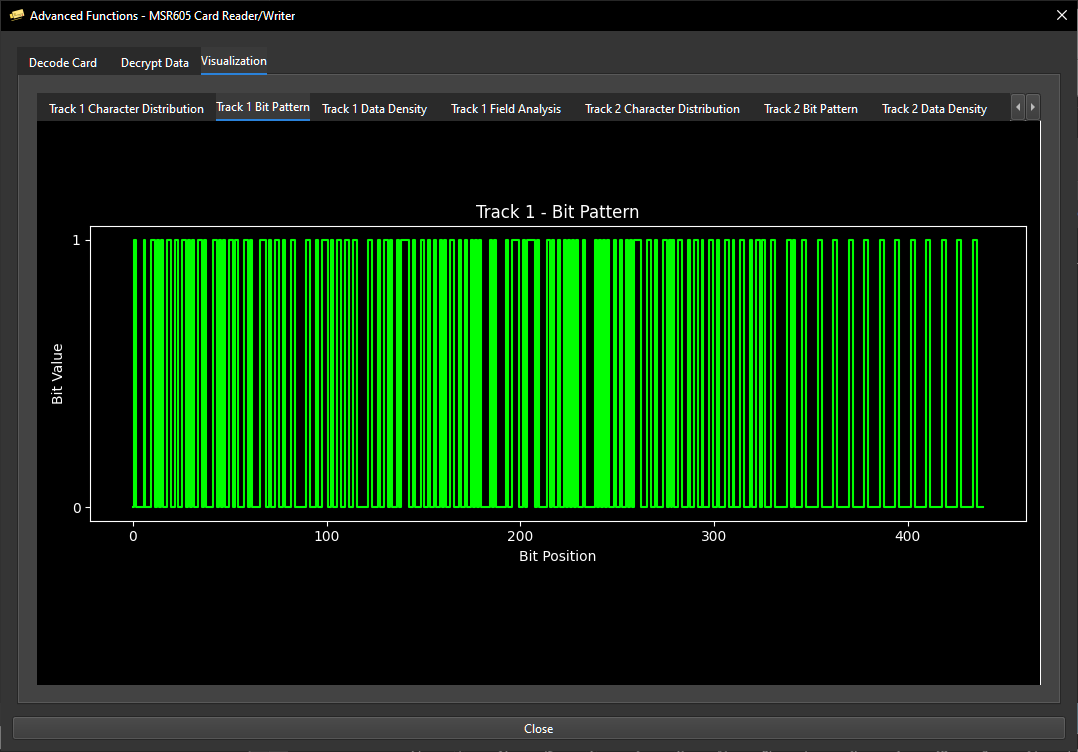 Advanced Functions - MSR605 Card Reader/Writer
Decode Card Decrypt Data Visualization
Track 1 Character Distribution Track 1 Bit Pattern Track 1 Data Density Track 1 Field Analysis Track 2 Character Distribution Track 2 Bit Pattern Track 2 Data Density
Track 1 - Bit Pattern
1
Bit Value
0
0 100 200 300 400
Bit Position
Close